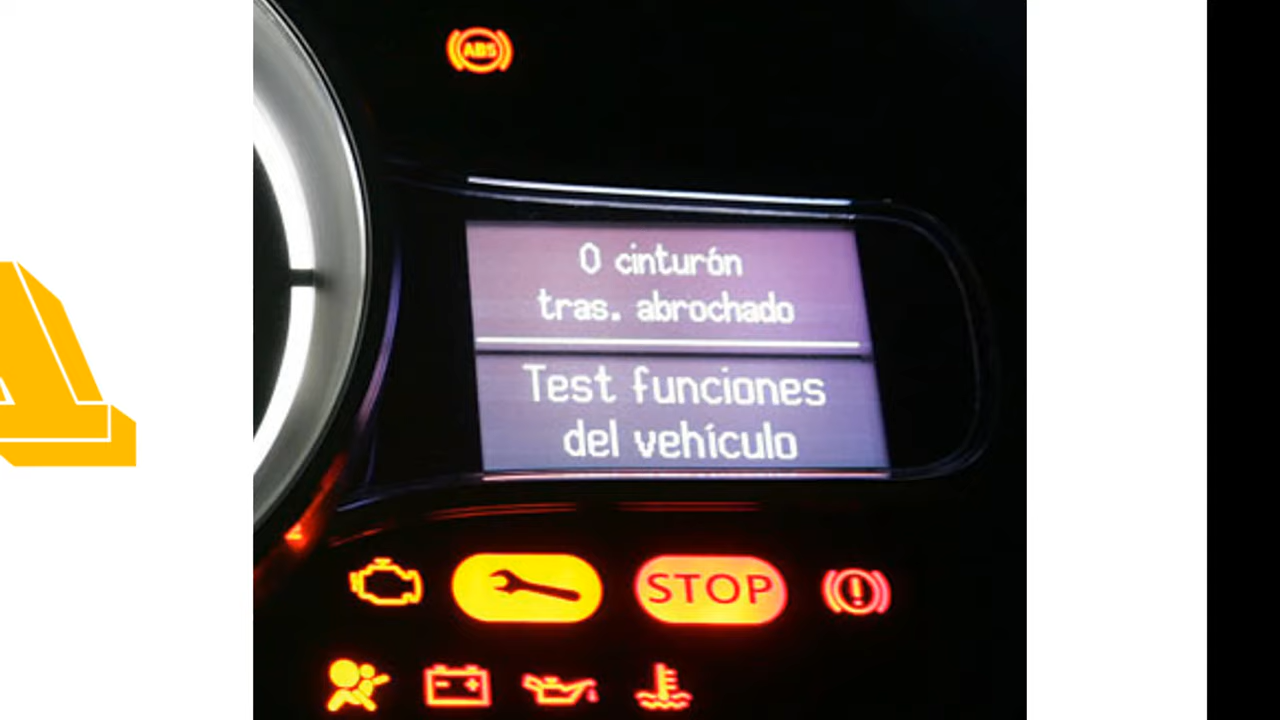 ABS
0 cinturón
tras. abrochado
Test funciones
del vehículo
STOP